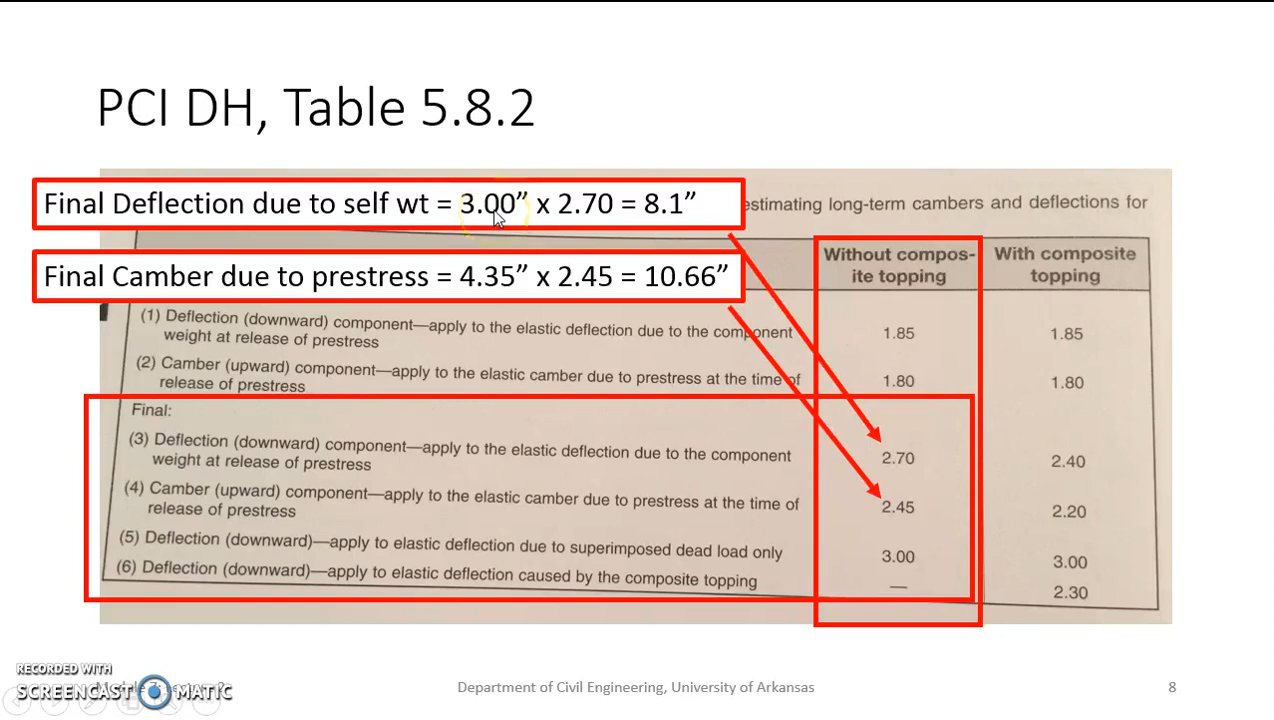 PCI DH, Table 5.8.2
Final Deflection due to self wt = 3.00” x 2.70 = 8.1”
estimating long-term cambers and deflections for
Final Camber due to prestress = 4.35” x 2.45 = 10.66”
Without compos-
ite topping
With composite
topping
(1) Deflection (downward) component—apply to the elastic deflection due to the component
weight at release of prestress
1.85
1.85
(2) Camber (upward) component—apply to the elastic camber due to prestress at the time of
release of prestress
1.80
1.80
Final:
(3) Deflection (downward) component—apply to the elastic deflection due to the component
weight at release of prestress
2.70
2.40
(4) Camber (upward) component—apply to the elastic camber due to prestress at the time of
release of prestress
2.45
2.20
(5) Deflection (downward)—apply to elastic deflection due to superimposed dead load only
3.00
3.00
(6) Deflection (downward)—apply to elastic deflection caused by the composite topping
—
2.30
RECORDED WITH
SCREENCAST MATIC
Department of Civil Engineering, University of Arkansas
8